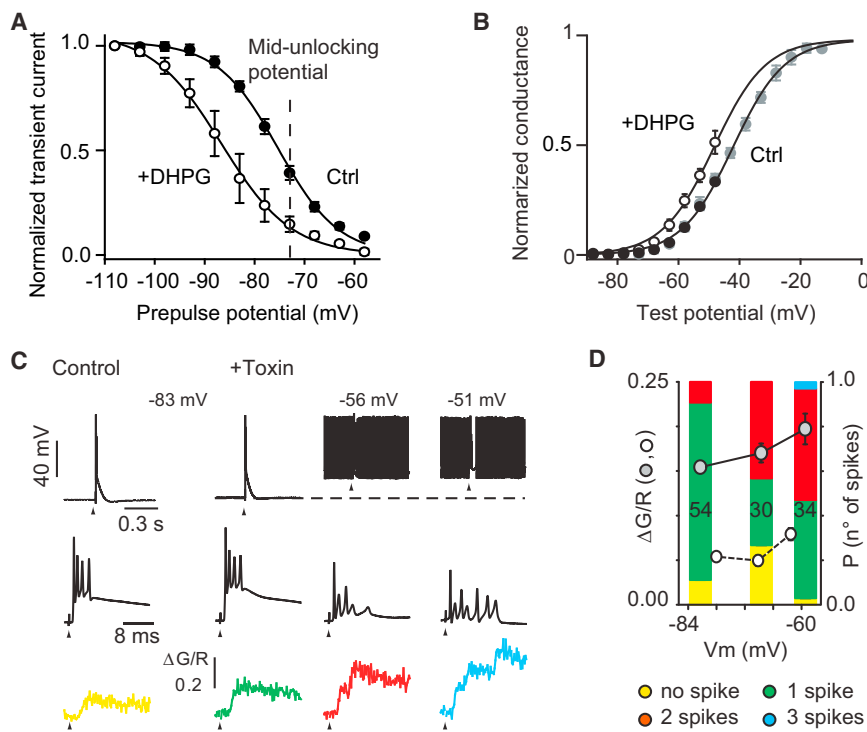 A
Normalized transient current
1.0
0.5
0.0
Mid-unlocking
potential
+DHPG
Ctrl
-110 -100 -90 -80 -70 -60
Prepulse potential (mV)
B
Normarized conductance
1
0.5
0
+DHPG
Ctrl
-80 -60 -40 -20 0
Test potential (mV)
C
Control
+Toxin
-83 mV
-56 mV
-51 mV
40 mV
0.3 s
8 ms
ΔG/R
0.2
D
ΔG/R ( , )
0.25
0.00
54
30
34
1.0
0.0
P (n° of spikes)
-84 -60
Vm (mV)
no spike
1 spike
2 spikes
3 spikes